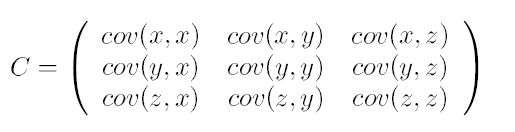 cov(x, x) cov(x, y) cov(x, z)
C = cov(y, x) cov(y, y) cov(y, z)
cov(z, x) cov(z, y) cov(z, z)